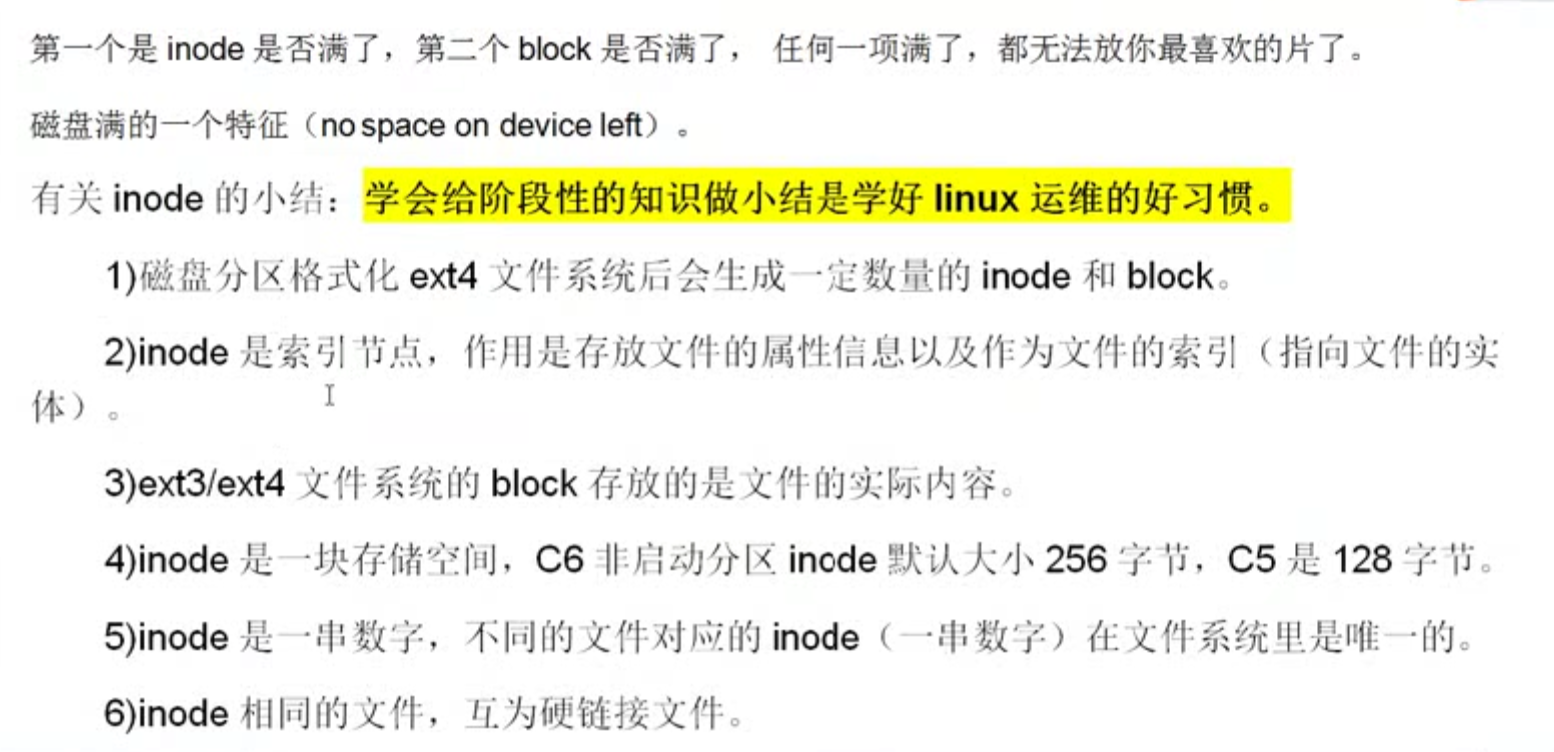 第一个是 inode 是否满了，第二个 block 是否满了， 任何一项满了，都无法放你最喜欢的片了。
磁盘满的一个特征（no space on device left）。
有关 inode 的小结：学会给阶段性的知识做小结是学好 linux 运维的好习惯。
1)磁盘分区格式化 ext4 文件系统后会生成一定数量的 inode 和 block。
2)inode 是索引节点，作用是存放文件的属性信息以及作为文件的索引（指向文件的实
体）。
3)ext3/ext4 文件系统的 block 存放的是文件的实际内容。
4)inode 是一块存储空间，C6 非启动分区 inode 默认大小 256 字节，C5 是 128 字节。
5)inode 是一串数字，不同的文件对应的 inode（一串数字）在文件系统里是唯一的。
6)inode 相同的文件，互为硬链接文件。